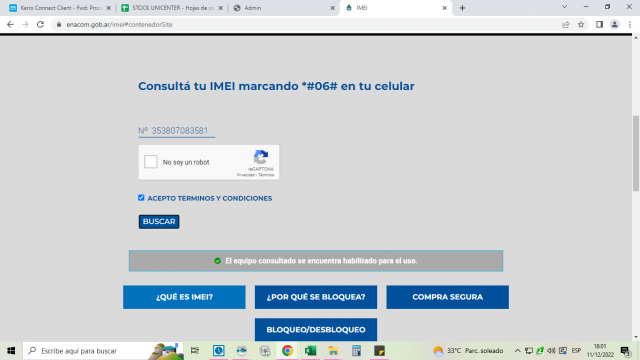 Kerio Connect Client - Fwd: Proce
STOCK UNICENTER - Hojas de cá
Admin
IMEI
enacom.gob.ar/imei#contenedorSite
Consultá tu IMEI marcando *#06# en tu celular
Nº 353807083581
No soy un robot
reCAPTCHA
Privacidad - Términos
ACEPTO TERMINOS Y CONDICIONES
BUSCAR
El equipo consultado se encuentra habilitado para el uso.
¿QUÉ ES IMEI?
¿POR QUÉ SE BLOQUEA?
COMPRA SEGURA
BLOQUEO/DESBLOQUEO
Escribe aquí para buscar
33°C Parc. soleado
ESP
18:01
11/12/2022